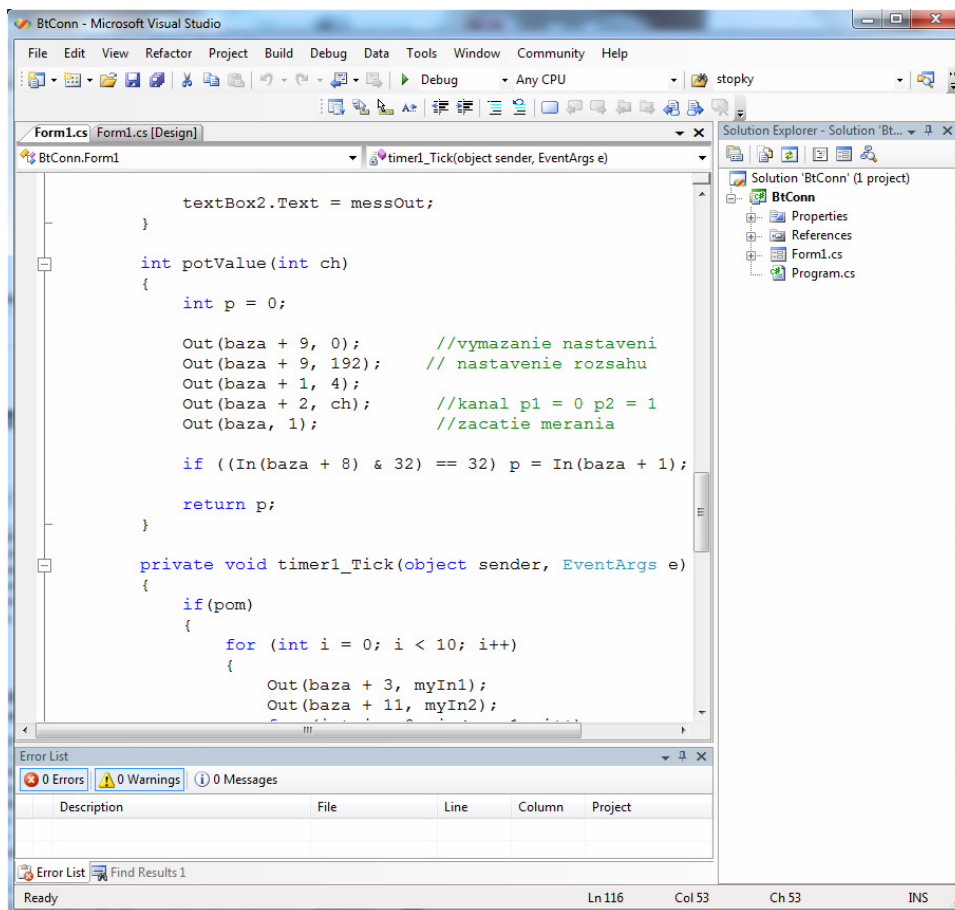 BtConn - Microsoft Visual Studio
File Edit View Refactor Project Build Debug Data Tools Window Community Help
Debug Any CPU stopky
Form1.cs Form1.cs [Design]
BtConn.Form1 timer1_Tick(object sender, EventArgs e)
textBox2.Text = messOut;
}
int potValue(int ch)
{
int p = 0;
Out(baza + 9, 0); //vymazanie nastaveni
Out(baza + 9, 192); // nastavenie rozsahu
Out(baza + 1, 4);
Out(baza + 2, ch); //kanal p1 = 0 p2 = 1
Out(baza, 1); //zacatie merania
if ((In(baza + 8) & 32) == 32) p = In(baza + 1);
return p;
}
private void timer1_Tick(object sender, EventArgs e)
{
if(pom)
{
for (int i = 0; i < 10; i++)
{
Out(baza + 3, myIn1);
Out(baza + 11, myIn2);
Solution Explorer - Solution 'Bt...
Solution 'BtConn' (1 project)
BtConn
Properties
References
Form1.cs
Program.cs
Error List
0 Errors 0 Warnings 0 Messages
Description File Line Column Project
Error List Find Results 1
Ready Ln 116 Col 53 Ch 53 INS